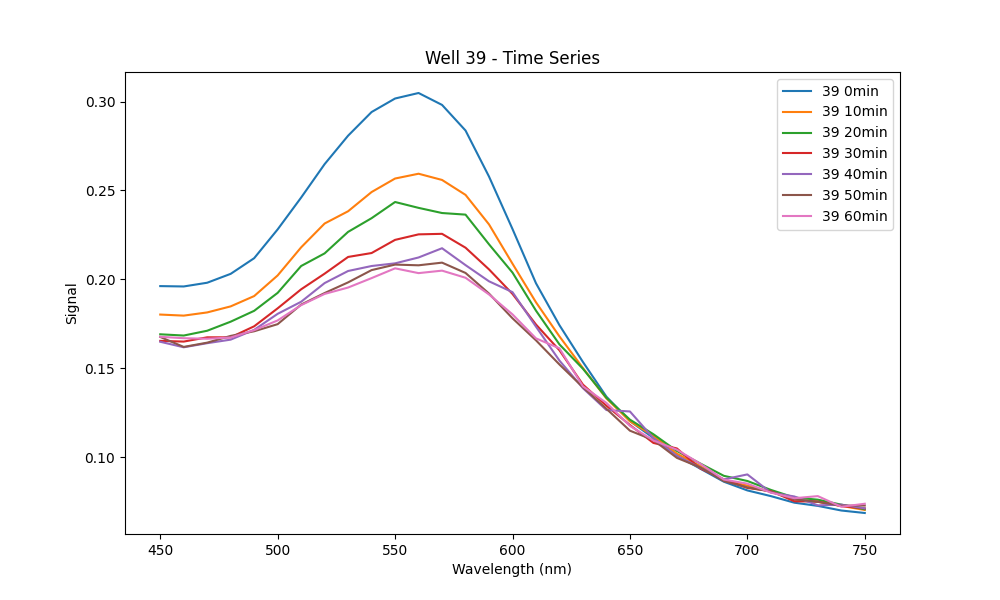 Well 39 - Time Series
39 0min
39 10min
39 20min
39 30min
39 40min
39 50min
39 60min
Signal
0.30
0.25
0.20
0.15
0.10
450 500 550 600 650 700 750
Wavelength (nm)